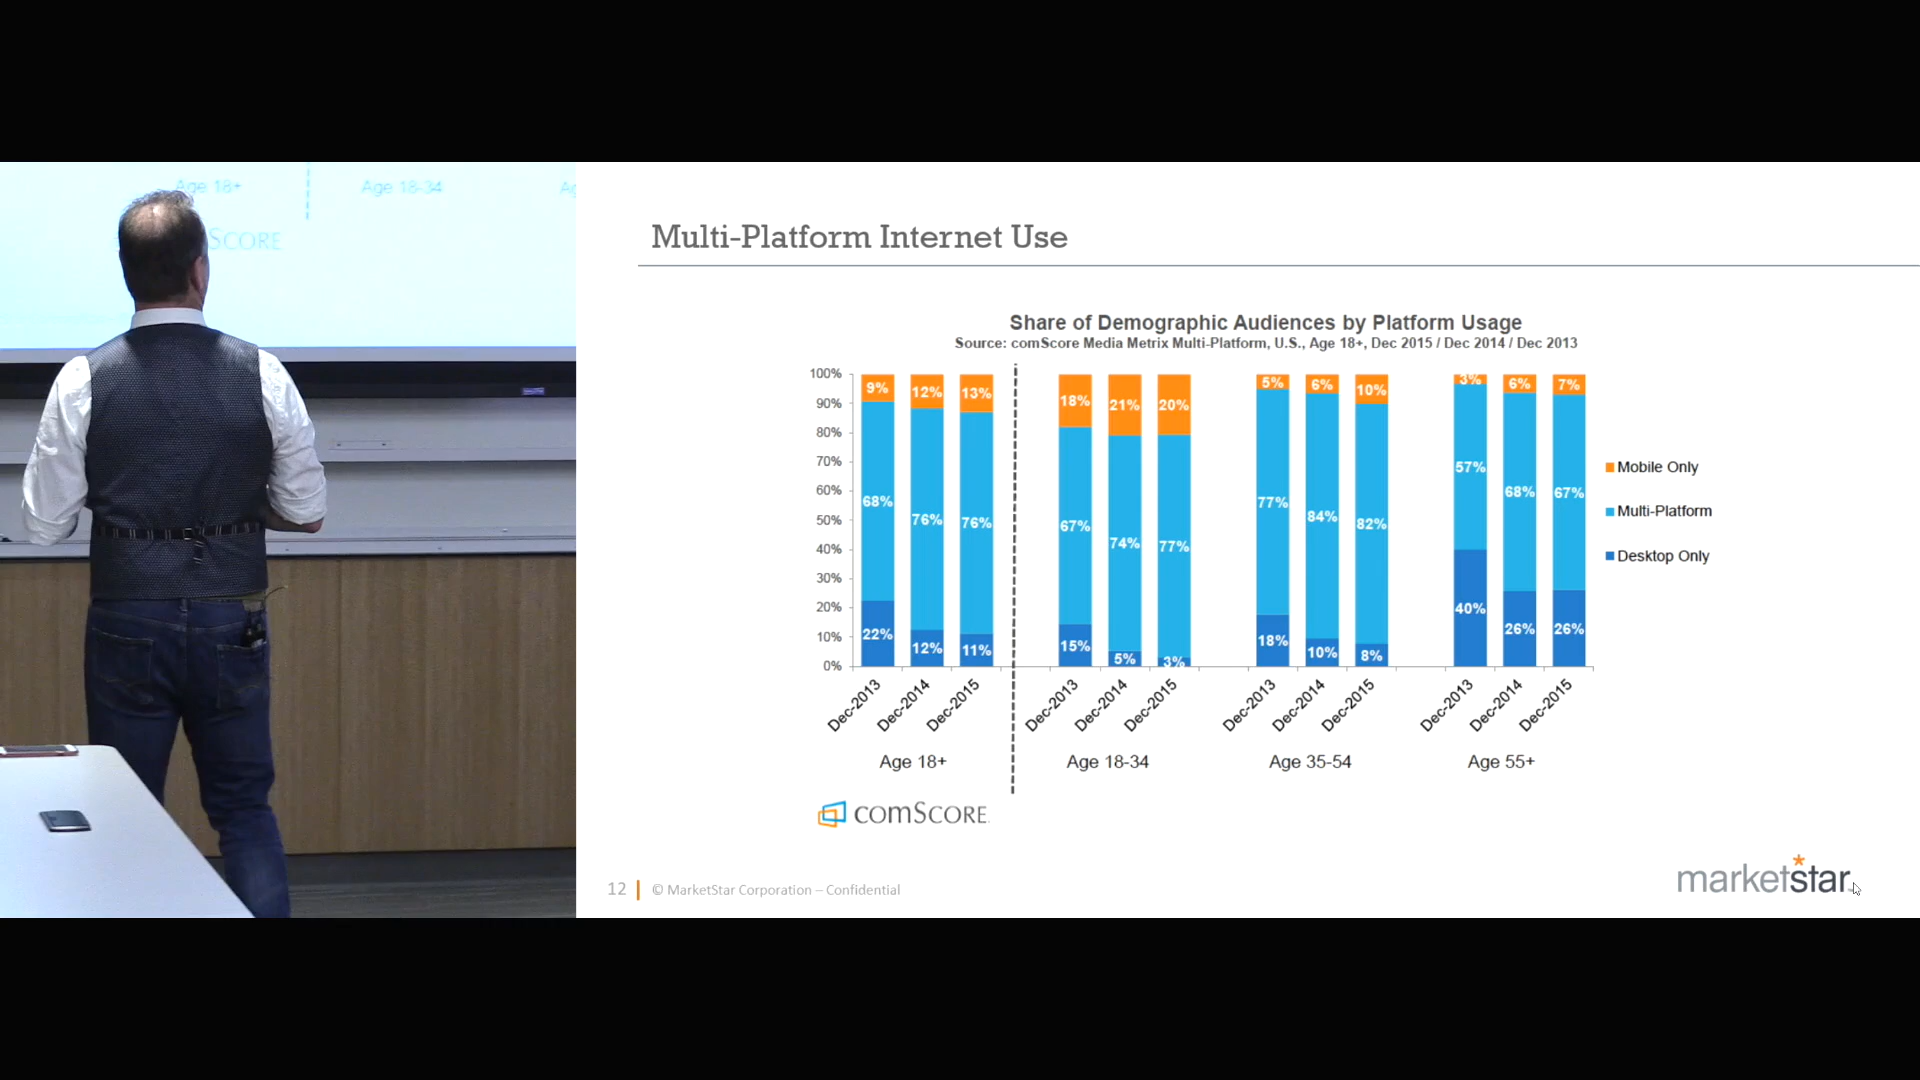 Age 18+
Age 18-34
SCORE
Multi-Platform Internet Use
Share of Demographic Audiences by Platform Usage
Source: comScore Media Metrix Multi-Platform, U.S., Age 18+, Dec 2015 / Dec 2014 / Dec 2013
100%
90%
80%
70%
60%
50%
40%
30%
20%
10%
0%
9% 12% 13% 18% 21% 20% 5% 6% 10% 3% 6% 7%
68% 76% 76% 67% 74% 77% 77% 84% 82% 57% 68% 67%
22% 12% 11% 15% 5% 3% 18% 10% 8% 40% 26% 26%
Mobile Only
Multi-Platform
Desktop Only
Dec-2013 Dec-2014 Dec-2015 Dec-2013 Dec-2014 Dec-2015 Dec-2013 Dec-2014 Dec-2015 Dec-2013 Dec-2014 Dec-2015
Age 18+ Age 18-34 Age 35-54 Age 55+
comSCORE
12 © MarketStar Corporation – Confidential
marketstar